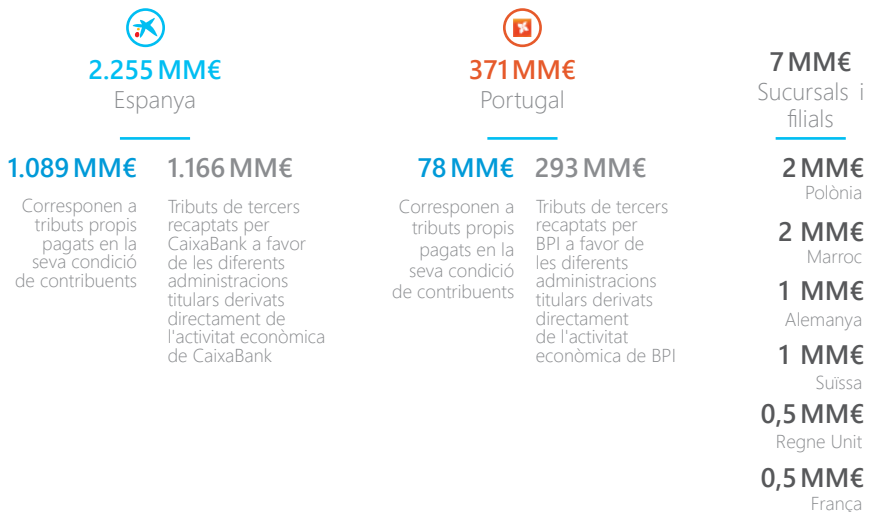 2.255 MM€
Espanya
1.089 MM€
Corresponen a
tributs propis
pagats en la
seva condició
de contribuents
1.166 MM€
Tributs de tercers
recaptats per
CaixaBank a favor
de les diferents
administracions
titulars derivats
directament de
l'activitat econòmica
de CaixaBank
371 MM€
Portugal
78 MM€
Corresponen a
tributs propis
pagats en la
seva condició
de contribuents
293 MM€
Tributs de tercers
recaptats per
BPI a favor de
les diferents
administracions
titulars derivats
directament
de l'activitat
econòmica de BPI
7 MM€
Sucursals i
filials
2 MM€
Polònia
2 MM€
Marroc
1 MM€
Alemanya
1 MM€
Suïssa
0,5 MM€
Regne Unit
0,5 MM€
França